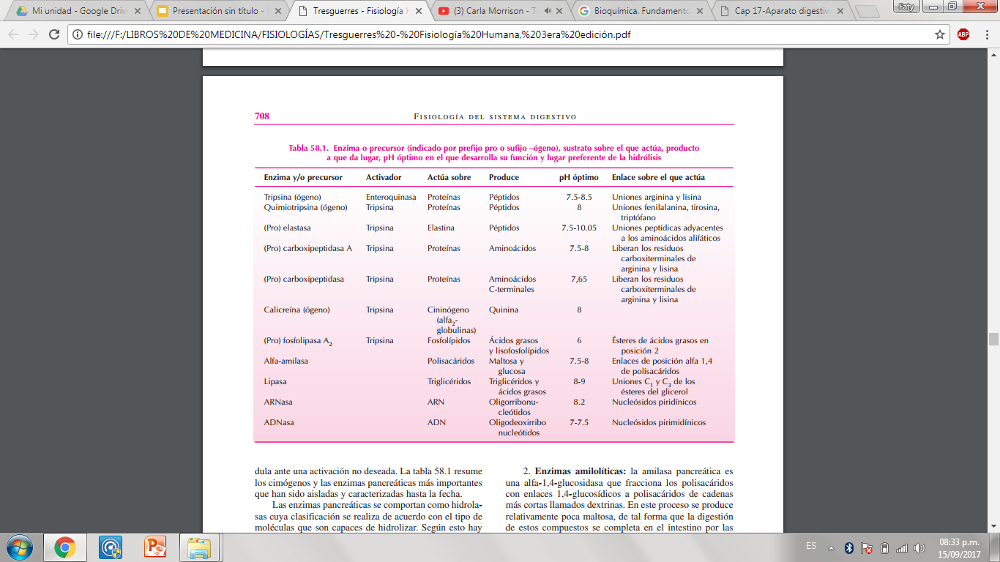 Mi unidad - Google Driv
Presentación sin título -
Tresguerres - Fisiología
(3) Carla Morrison - T
Bioquímica. Fundamento
Cap 17-Aparato digestiv
Faty
file:///F:/LIBROS%20DE%20MEDICINA/FISIOLOGÍAS/Tresguerres%20-%20Fisiología%20Humana,%203era%20edición.pdf
ABP
708 FISIOLOGÍA DEL SISTEMA DIGESTIVO
Tabla 58.1. Enzima o precursor (indicado por prefijo pro o sufijo –ógeno), sustrato sobre el que actúa, producto
a que da lugar, pH óptimo en el que desarrolla su función y lugar preferente de la hidrólisis
Enzima y/o precursor Activador Actúa sobre Produce pH óptimo Enlace sobre el que actúa
Tripsina (ógeno) Enteroquinasa Proteínas Péptidos 7.5-8.5 Uniones arginina y lisina
Quimiotripsina (ógeno) Tripsina Proteínas Péptidos 8 Uniones fenilalanina, tirosina,
triptófano
(Pro) elastasa Tripsina Elastina Péptidos 7.5-10.05 Uniones peptídicas adyacentes
a los aminoácidos alifáticos
(Pro) carboxipeptidasa A Tripsina Proteínas Aminoácidos 7.5-8 Liberan los residuos
carboxiterminales de
arginina y lisina
(Pro) carboxipeptidasa Tripsina Proteínas Aminoácidos 7,65 Liberan los residuos
C-terminales carboxiterminales de
arginina y lisina
Calicreína (ógeno) Tripsina Cininógeno Quinina 8
(alfa2-
globulinas)
(Pro) fosfolipasa A2 Tripsina Fosfolípidos Ácidos grasos 6 Ésteres de ácidos grasos en
y lisofosfolípidos posición 2
Alfa-amilasa Polisacáridos Maltosa y 7.5-8 Enlaces de posición alfa 1,4
glucosa de polisacáridos
Lipasa Triglicéridos Triglicéridos y 8-9 Uniones C1 y C3 de los
ácidos grasos ésteres del glicerol
ARNasa ARN Oligorribonu- 8.2 Nucleósidos piridínicos
cleótidos
ADNasa ADN Oligodeoxirribo 7-7.5 Nucleósidos pirimidínicos
nucleótidos
dula ante una activación no deseada. La tabla 58.1 resume
los cimógenos y las enzimas pancreáticas más importantes
que han sido aisladas y caracterizadas hasta la fecha.
Las enzimas pancreáticas se comportan como hidrola-
sas cuya clasificación se realiza de acuerdo con el tipo de
moléculas que son capaces de hidrolizar. Según esto hay
2. Enzimas amilolíticas: la amilasa pancreática es
una alfa-1,4-glucosidasa que fracciona los polisacáridos
con enlaces 1,4-glucosídicos a polisacáridos de cadenas
más cortas llamados dextrinas. En este proceso se produce
relativamente poca maltosa, de tal forma que la digestión
de estos compuestos se completa en el intestino por las
ES
08:33 p.m.
15/09/2017